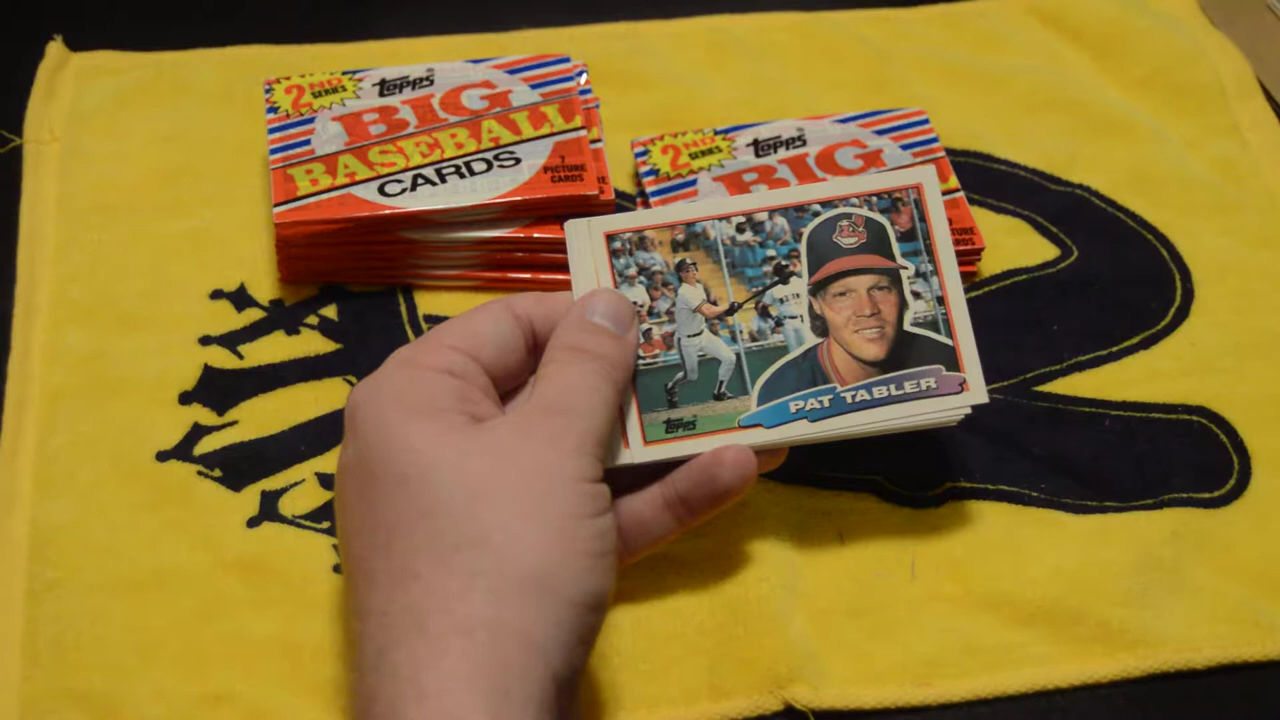 2ND
SERIES
Topps
BIG
BASEBALL
CARDS
7
PICTURE
CARDS
2ND
SERIES
Topps
BIG
PAT TABLER
Topps